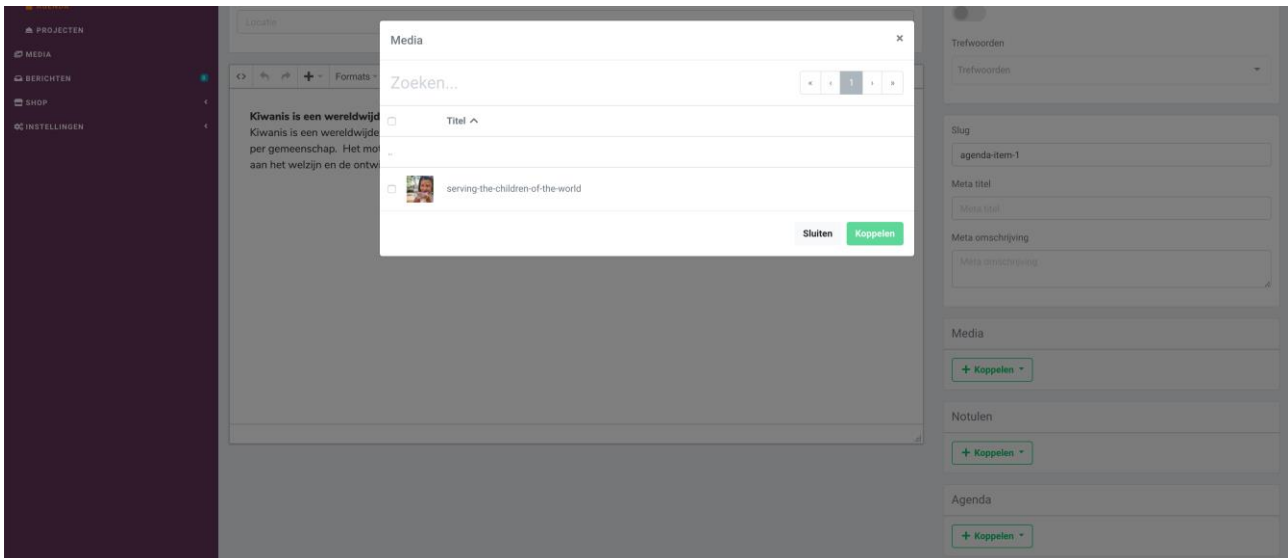 AGENDA
PROJECTEN
MEDIA
BERICHTEN
SHOP
INSTELLINGEN
Locatie
Formats
Kiwanis is een wereldwijd
Kiwanis is een wereldwijde
per gemeenschap. Het mot
aan het welzijn en de ontw
Media ×
Zoeken...
« ‹ 1 › »
Titel
..
serving-the-children-of-the-world
Sluiten Koppelen
Trefwoorden
Trefwoorden
Slug
agenda-item-1
Meta titel
Meta titel
Meta omschrijving
Meta omschrijving
Media
+ Koppelen
Notulen
+ Koppelen
Agenda
+ Koppelen